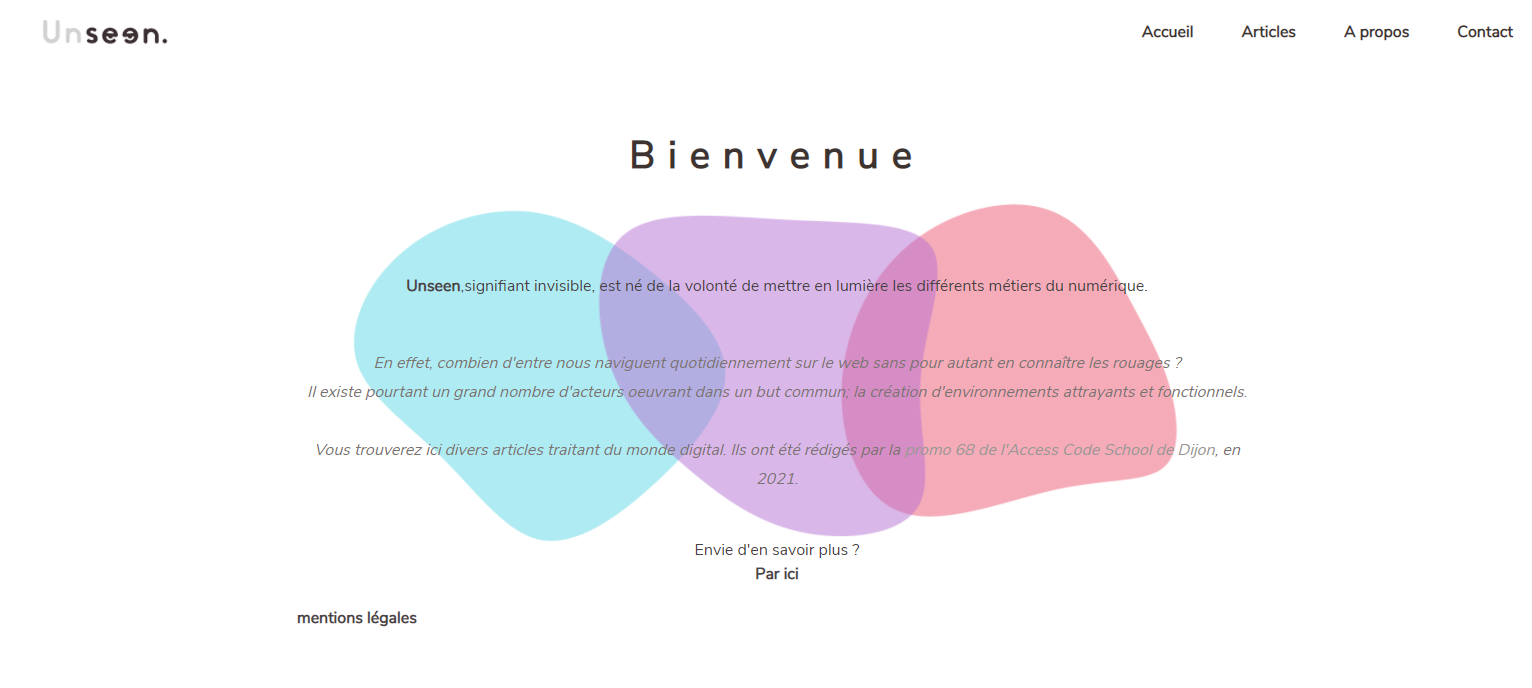 Unseen.
Accueil Articles A propos Contact
Bienvenue
Unseen,signifiant invisible, est né de la volonté de mettre en lumière les différents métiers du numérique.
En effet, combien d'entre nous naviguent quotidiennement sur le web sans pour autant en connaître les rouages ?
Il existe pourtant un grand nombre d'acteurs oeuvrant dans un but commun; la création d'environnements attrayants et fonctionnels.
Vous trouverez ici divers articles traitant du monde digital. Ils ont été rédigés par la promo 68 de l'Access Code School de Dijon, en
2021.
Envie d'en savoir plus ?
Par ici
mentions légales